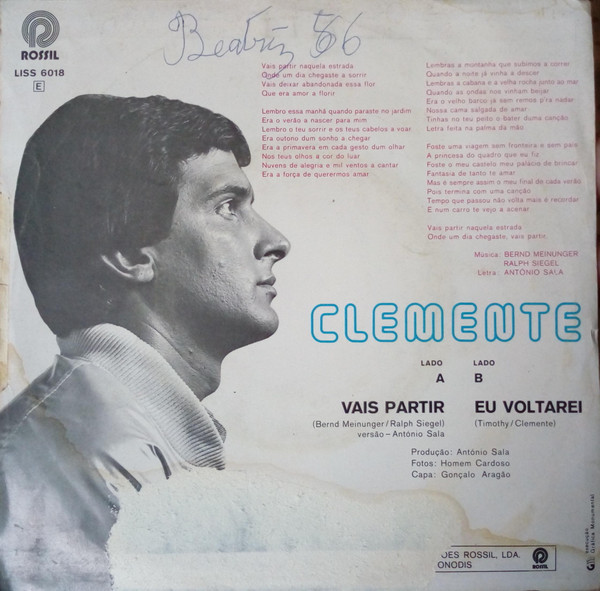 Beatriz 56
ROSSIL
LISS 6018
E
Vais partir naquela estrada
Onde um dia chegaste a sorrir
Vais deixar abandonada essa flor
Que era amor a florir
Lembro essa manhã quando paraste no jardim
Era o verão a nascer para mim
Lembro o teu sorrir e os teus cabelos a voar
Era outono dum sonho a chegar
Era a primavera em cada gesto dum olhar
Nos teus olhos a cor do luar
Nuvens de alegria e mil ventos a cantar
Era a força de querermos amar
Lembras a montanha que subimos a correr
Quando a noite já vinha a descer
Lembras a cabana e a velha rocha junto ao mar
Quando as ondas nos vinham beijar
Era o velho barco já sem remos p'ra nadar
Nossa cama salgada de amar
Tinhas no teu peito o bater duma canção
Letra feita na palma da mão
Foste uma viagem sem fronteira e sem país
A princesa do quadro que eu fiz
Foste o meu castelo meu palácio de brincar
Fantasia de tanto te amar
Mas é sempre assim o meu final de cada verão
Pois termina com uma canção
Tempo que passou não volta mais é recordar
E num carro te vejo a acenar
Vais partir naquela estrada
Onde um dia chegaste, vais partir.
Música: BERND MEINUNGER
RALPH SIEGEL
Letra: ANTÓNIO SALA
CLEMENTE
LADO
A
VAIS PARTIR
(Bernd Meinunger/Ralph Siegel)
versão - António Sala
LADO
B
EU VOLTAREI
(Timothy/Clemente)
Produção: António Sala
Fotos: Homem Cardoso
Capa: Gonçalo Aragão
ÕES ROSSIL, LDA.
ONODIS
ROSSIL
Gráfica Monumental